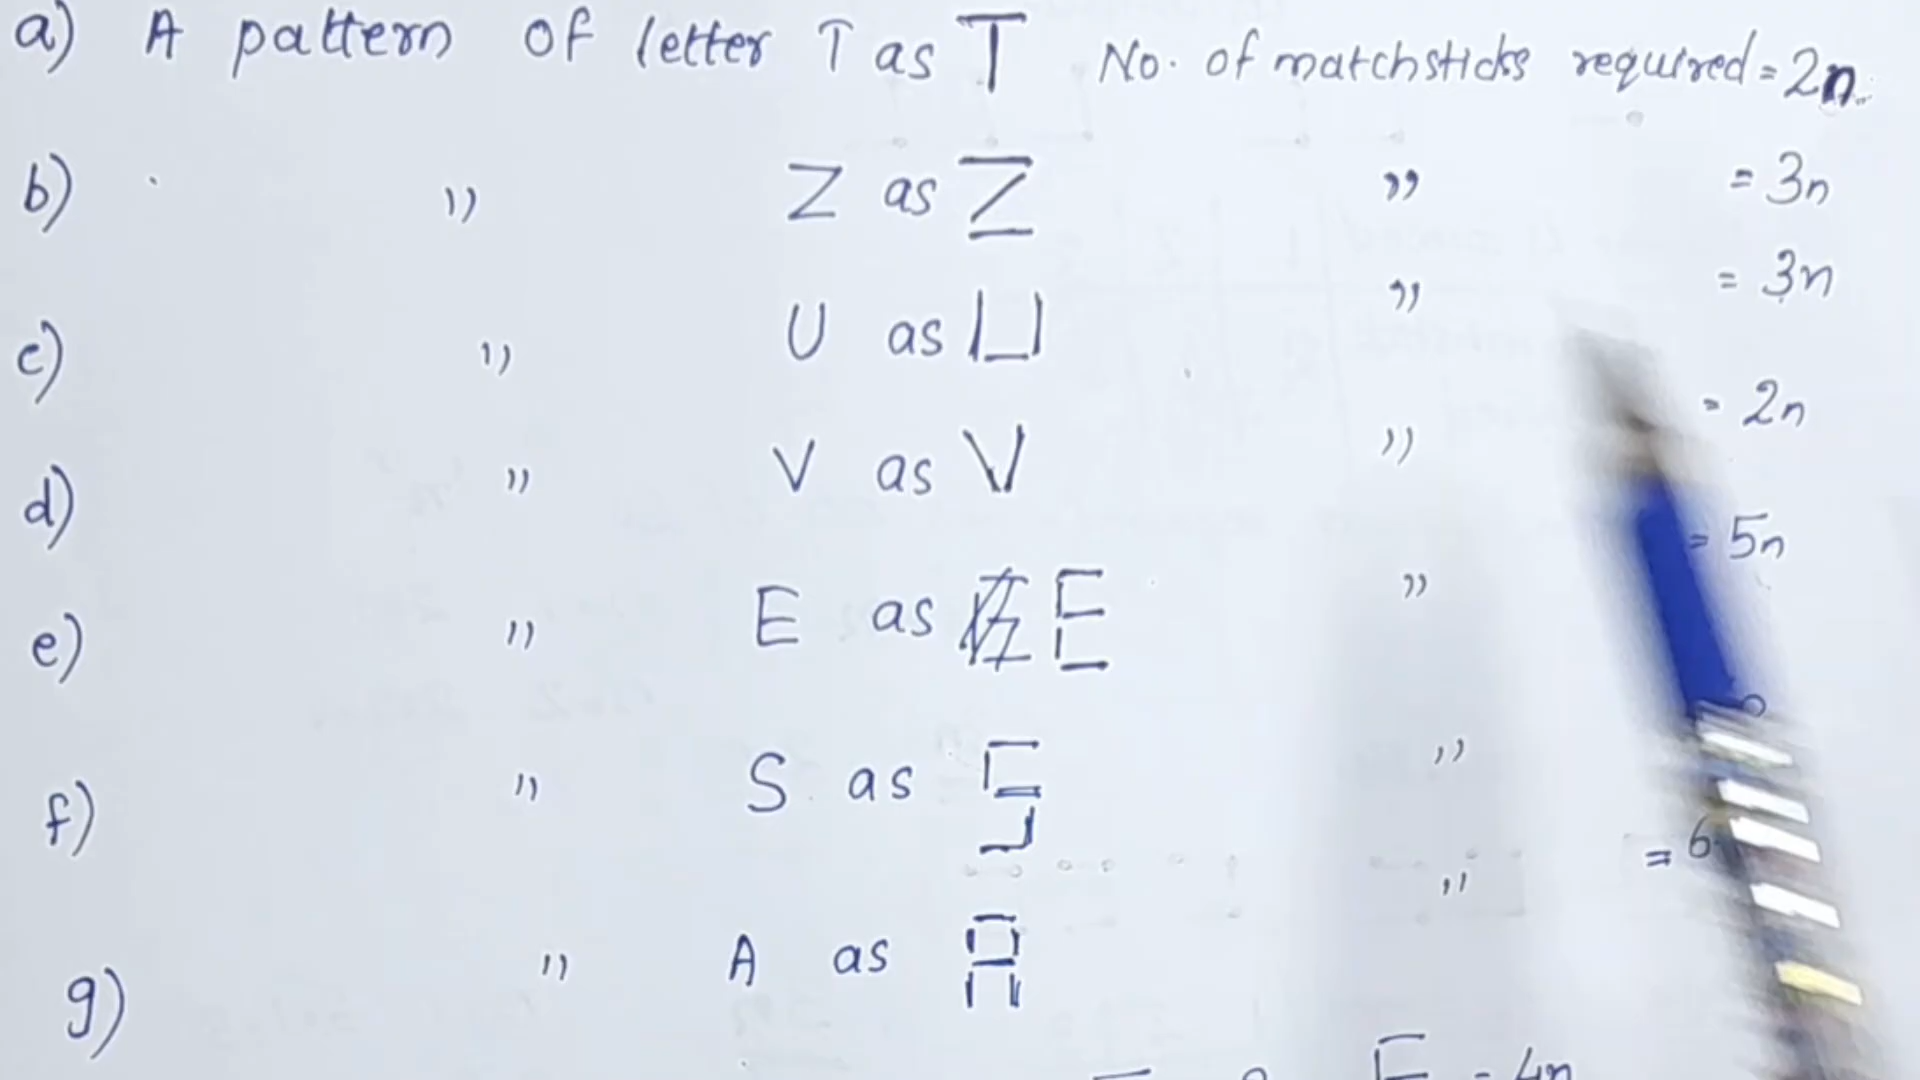 a) A pattern of letter T as T No. of matchsticks required = 2n.
b) " Z as Z " = 3n
c) " U as U " = 3n
d) " V as V " = 2n
e) " E as E " = 5n
f) " S as S "
g) " A as A " = 6
F = 4n